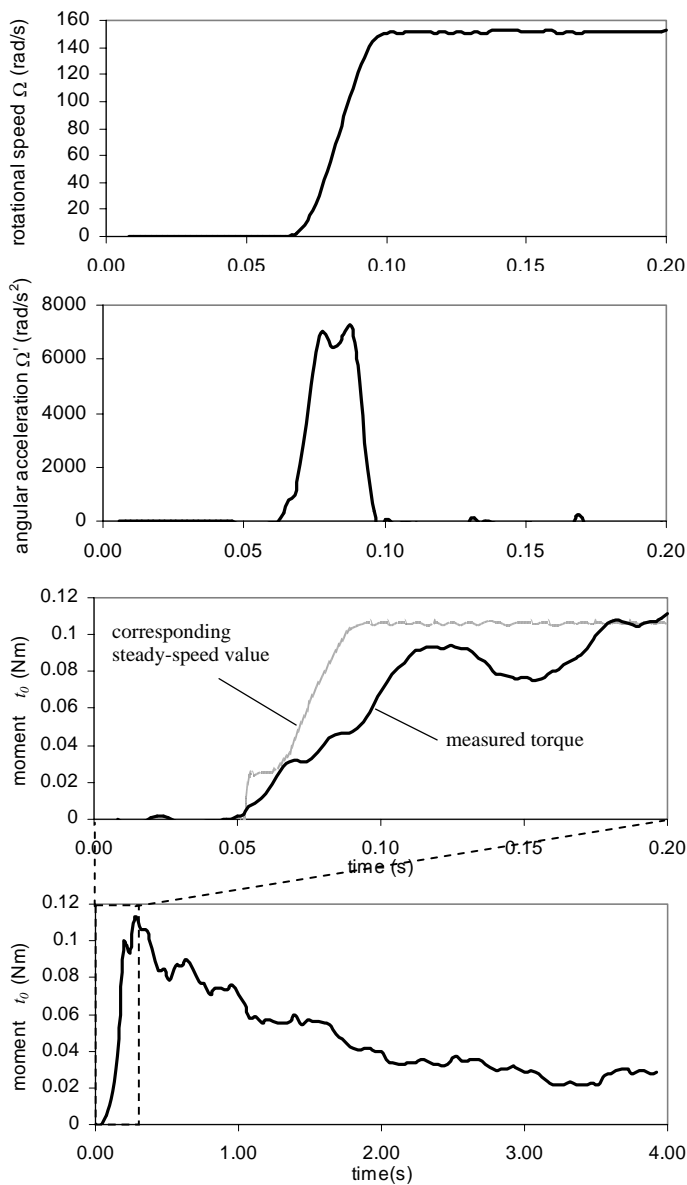 160
140
120
100
80
60
40
20
0
rotational speed Ω (rad/s)
0.00 0.05 0.10 0.15 0.20
8000
6000
4000
2000
0
angular acceleration Ω' (rad/s²)
0.00 0.05 0.10 0.15 0.20
0.12
0.1
0.08
0.06
0.04
0.02
0
moment t₀ (Nm)
corresponding
steady-speed value
measured torque
0.00 0.05 0.10 0.15 0.20
time (s)
0.12
0.1
0.08
0.06
0.04
0.02
0
moment t₀ (Nm)
0.00 1.00 2.00 3.00 4.00
time(s)